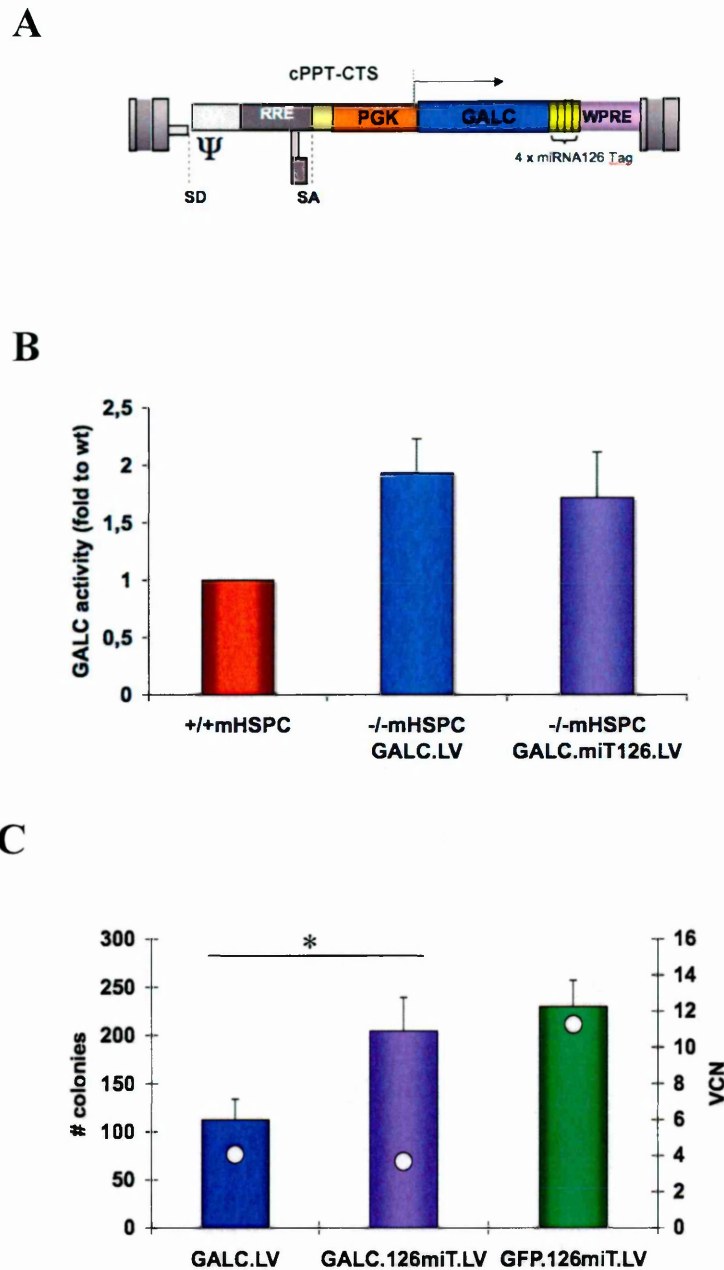 A
cPPT-CTS
RRE
PGK
GALC
WPRE
Ψ
4 x miRNA126 Tag
SD
SA
B
GALC activity (fold to wt)
2,5
2
1,5
1
0,5
0
+/+mHSPC
-/-mHSPC
GALC.LV
-/-mHSPC
GALC.miT126.LV
C
# colonies
300
250
200
150
100
50
0
*
16
14
12
10
8
6
4
2
0
VCN
GALC.LV
GALC.126miT.LV
GFP.126miT.LV